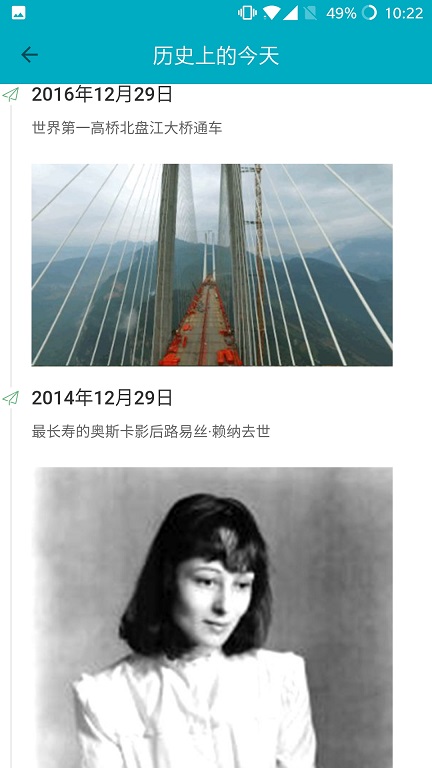 49% 10:22
历史上的今天
2016年12月29日
世界第一高桥北盘江大桥通车
2014年12月29日
最长寿的奥斯卡影后路易丝·赖纳去世